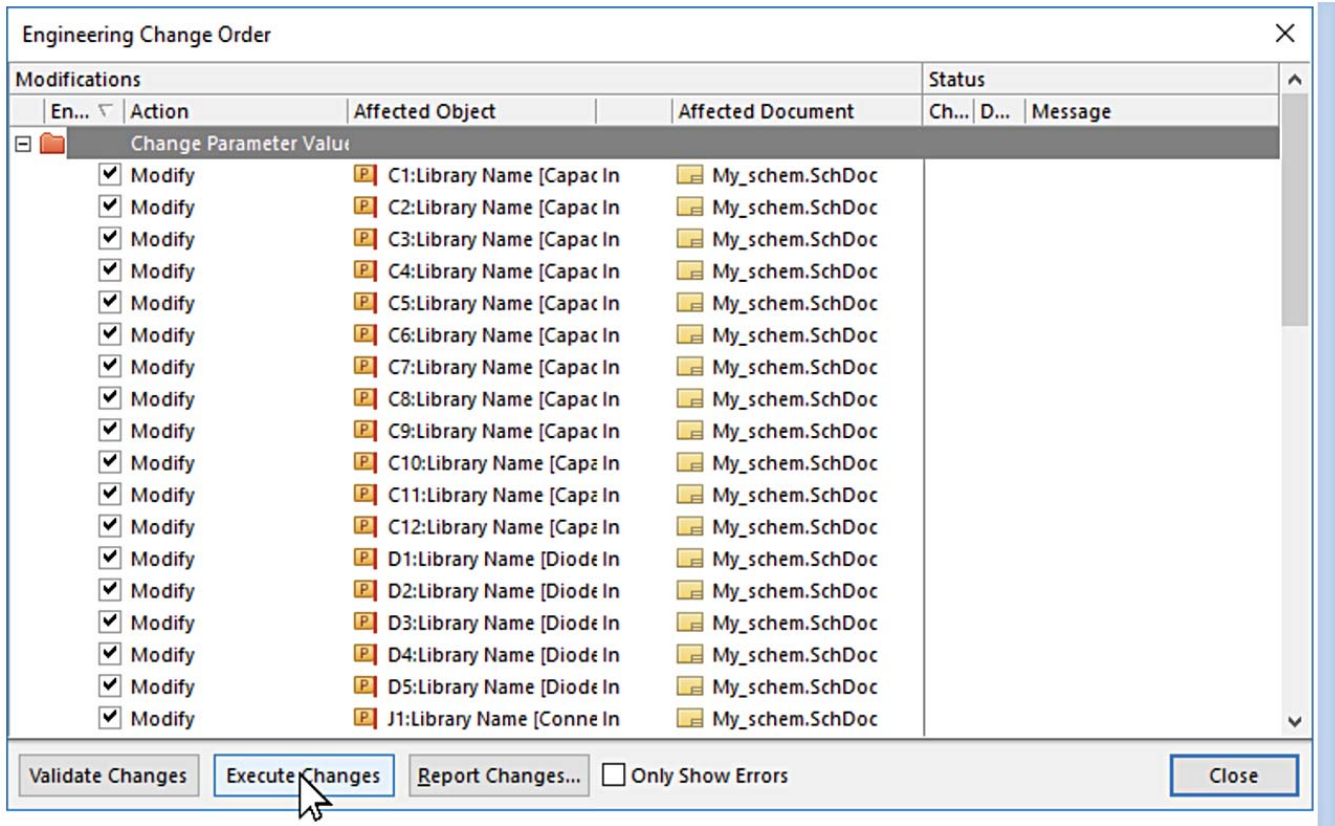 Engineering Change Order
Modifications Status
En... Action Affected Object Affected Document Ch... D... Message
Change Parameter Value
Modify P C1:Library Name [Capac In My_schem.SchDoc
Modify P C2:Library Name [Capac In My_schem.SchDoc
Modify P C3:Library Name [Capac In My_schem.SchDoc
Modify P C4:Library Name [Capac In My_schem.SchDoc
Modify P C5:Library Name [Capac In My_schem.SchDoc
Modify P C6:Library Name [Capac In My_schem.SchDoc
Modify P C7:Library Name [Capac In My_schem.SchDoc
Modify P C8:Library Name [Capac In My_schem.SchDoc
Modify P C9:Library Name [Capac In My_schem.SchDoc
Modify P C10:Library Name [Capa In My_schem.SchDoc
Modify P C11:Library Name [Capa In My_schem.SchDoc
Modify P C12:Library Name [Capa In My_schem.SchDoc
Modify P D1:Library Name [Diode In My_schem.SchDoc
Modify P D2:Library Name [Diode In My_schem.SchDoc
Modify P D3:Library Name [Diode In My_schem.SchDoc
Modify P D4:Library Name [Diode In My_schem.SchDoc
Modify P D5:Library Name [Diode In My_schem.SchDoc
Modify P J1:Library Name [Conne In My_schem.SchDoc
Validate Changes Execute Changes Report Changes... Only Show Errors Close